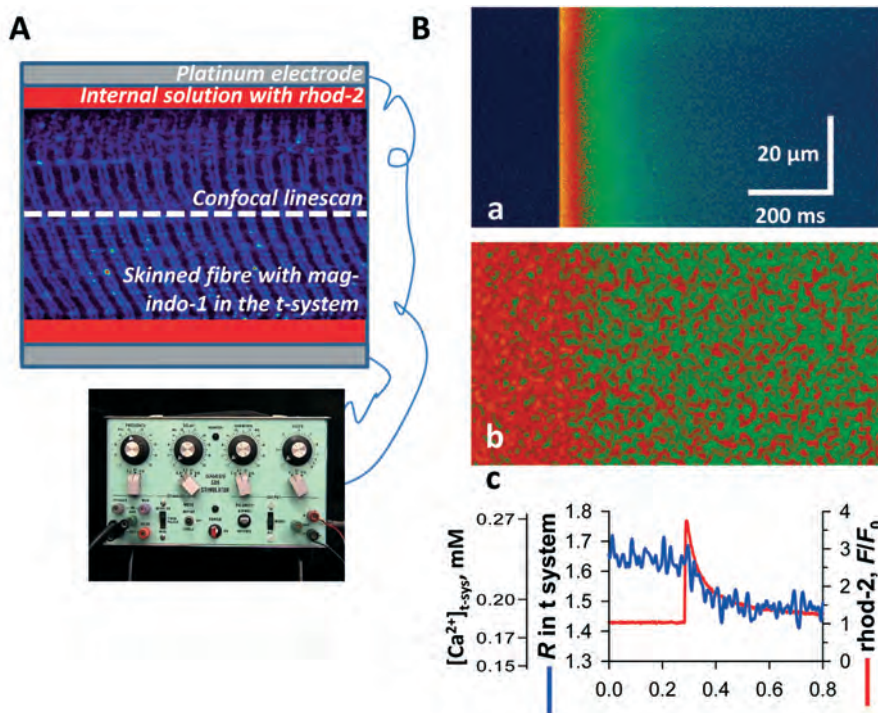 A
Platinum electrode
Internal solution with rhod-2
Confocal linescan
Skinned fibre with mag-
indo-1 in the t-system
B
a
20 µm
200 ms
b
c
[Ca²⁺]t-sys, mM
0.27
0.20
0.17
0.15
R in t system
1.8
1.7
1.6
1.5
1.4
1.3
0.0 0.2 0.4 0.6 0.8
4
3
2
1
0
rhod-2, F/F₀